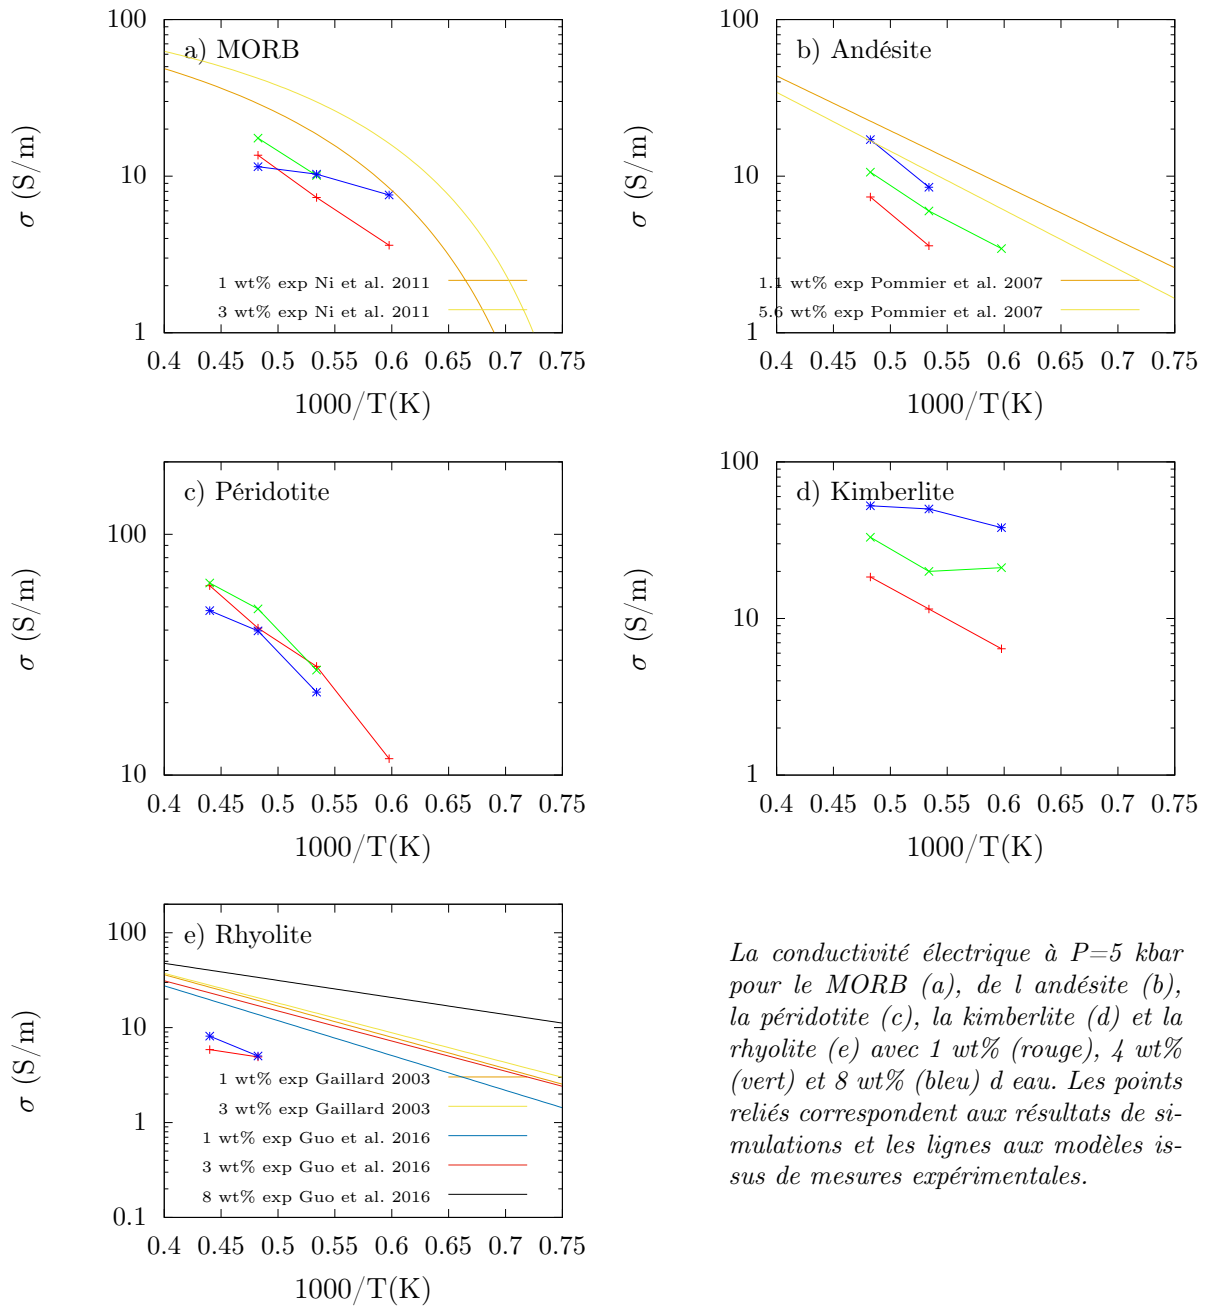 a) MORB
100
10
1
σ (S/m)
1 wt% exp Ni et al. 2011
3 wt% exp Ni et al. 2011
0.4 0.45 0.5 0.55 0.6 0.65 0.7 0.75
1000/T(K)
b) Andésite
100
10
1
σ (S/m)
1.1 wt% exp Pommier et al. 2007
5.6 wt% exp Pommier et al. 2007
0.4 0.45 0.5 0.55 0.6 0.65 0.7 0.75
1000/T(K)
c) Péridotite
100
10
σ (S/m)
0.4 0.45 0.5 0.55 0.6 0.65 0.7 0.75
1000/T(K)
d) Kimberlite
100
10
1
σ (S/m)
0.4 0.45 0.5 0.55 0.6 0.65 0.7 0.75
1000/T(K)
e) Rhyolite
100
10
1
0.1
σ (S/m)
1 wt% exp Gaillard 2003
3 wt% exp Gaillard 2003
1 wt% exp Guo et al. 2016
3 wt% exp Guo et al. 2016
8 wt% exp Guo et al. 2016
0.4 0.45 0.5 0.55 0.6 0.65 0.7 0.75
1000/T(K)
La conductivité électrique à P=5 kbar
pour le MORB (a), de l andésite (b),
la péridotite (c), la kimberlite (d) et la
rhyolite (e) avec 1 wt% (rouge), 4 wt%
(vert) et 8 wt% (bleu) d eau. Les points
reliés correspondent aux résultats de si-
mulations et les lignes aux modèles is-
sus de mesures expérimentales.